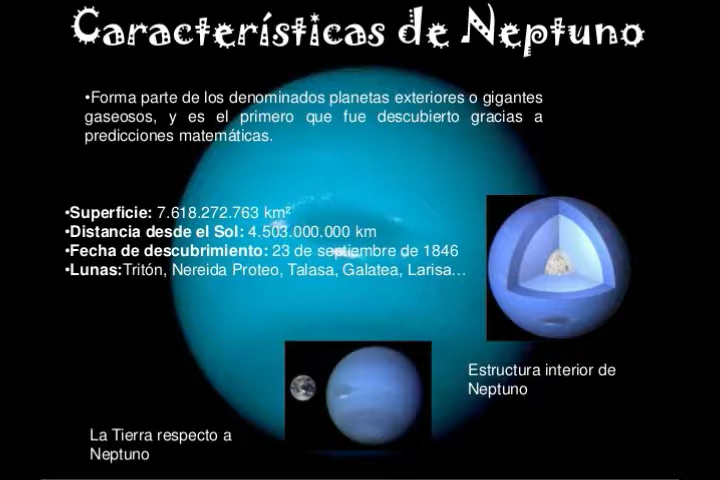 Características de Neptuno
•Forma parte de los denominados planetas exteriores o gigantes
gaseosos, y es el primero que fue descubierto gracias a
predicciones matemáticas.
•Superficie: 7.618.272.763 km²
•Distancia desde el Sol: 4.503.000.000 km
•Fecha de descubrimiento: 23 de septiembre de 1846
•Lunas:Tritón, Nereida Proteo, Talasa, Galatea, Larisa…
Estructura interior de
Neptuno
La Tierra respecto a
Neptuno